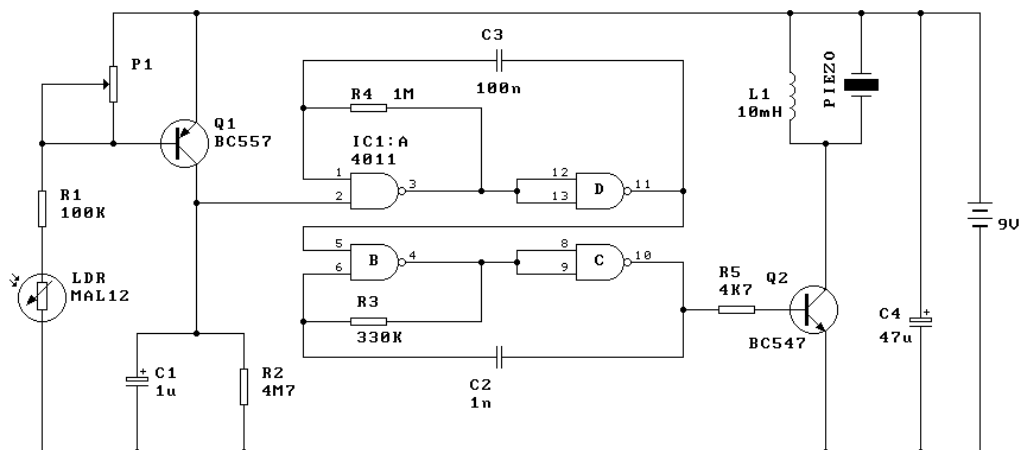 P1
Q1
BC557
R1
100K
LDR
MAL12
C1
1u
R2
4M7
C3
100n
R4 1M
IC1:A
4011
1
2
3
12
13
D
11
5
6
B
4
8
9
C
10
R3
330K
C2
1n
R5
4K7
Q2
BC547
L1
10mH
PIEZO
C4
47u
9V
+
+